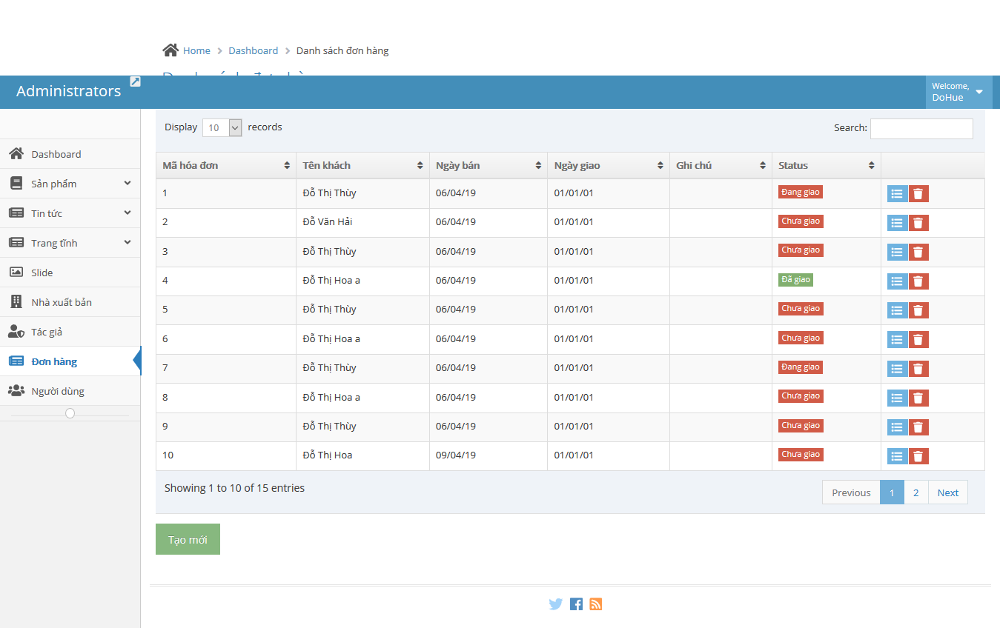 Home > Dashboard > Danh sách đơn hàng
Administrators
Welcome,
DoHue
Dashboard
Sản phẩm
Tin tức
Trang tĩnh
Slide
Nhà xuất bản
Tác giả
Đơn hàng
Người dùng
Display 10 records Search:
Mã hóa đơn Tên khách Ngày bán Ngày giao Ghi chú Status
1 Đỗ Thị Thùy 06/04/19 01/01/01 Đang giao
2 Đỗ Văn Hải 06/04/19 01/01/01 Chưa giao
3 Đỗ Thị Thùy 06/04/19 01/01/01 Chưa giao
4 Đỗ Thị Hoa a 06/04/19 01/01/01 Đã giao
5 Đỗ Thị Thùy 06/04/19 01/01/01 Chưa giao
6 Đỗ Thị Hoa a 06/04/19 01/01/01 Chưa giao
7 Đỗ Thị Thùy 06/04/19 01/01/01 Đang giao
8 Đỗ Thị Hoa a 06/04/19 01/01/01 Chưa giao
9 Đỗ Thị Thùy 06/04/19 01/01/01 Chưa giao
10 Đỗ Thị Hoa 09/04/19 01/01/01 Chưa giao
Showing 1 to 10 of 15 entries Previous 1 2 Next
Tạo mới